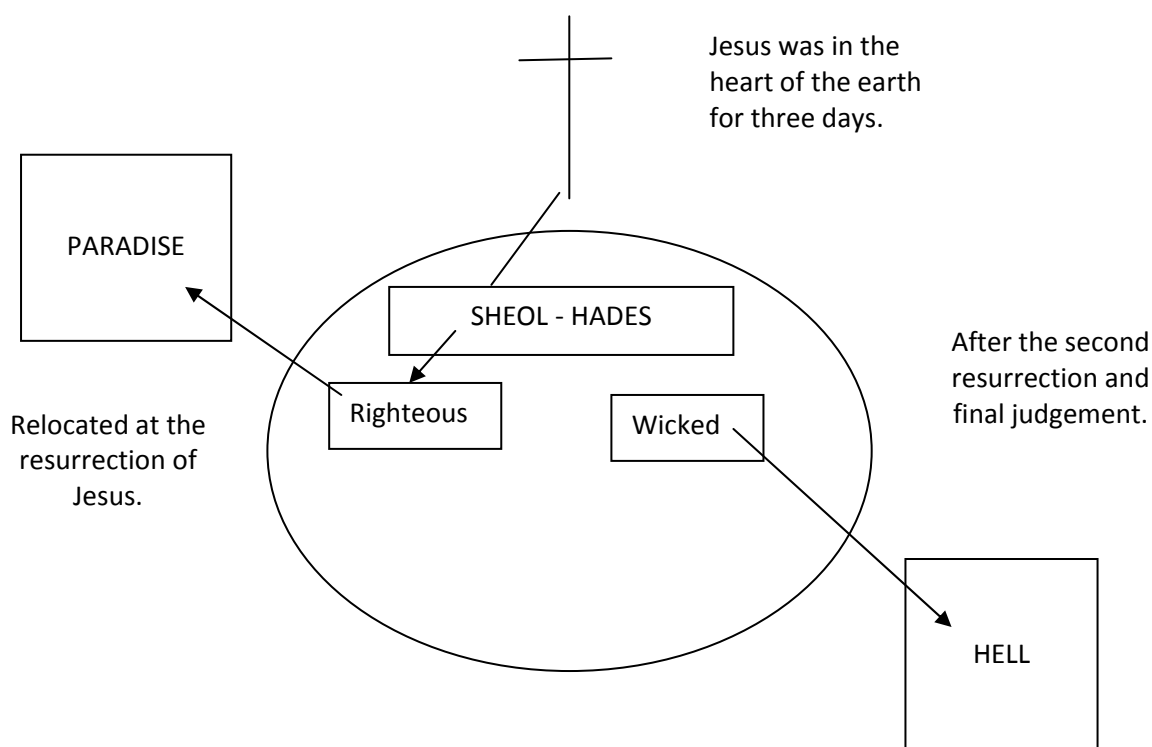 Jesus was in the
heart of the earth
for three days.
PARADISE
SHEOL - HADES
After the second
resurrection and
final judgement.
Righteous
Wicked
Relocated at the
resurrection of
Jesus.
HELL